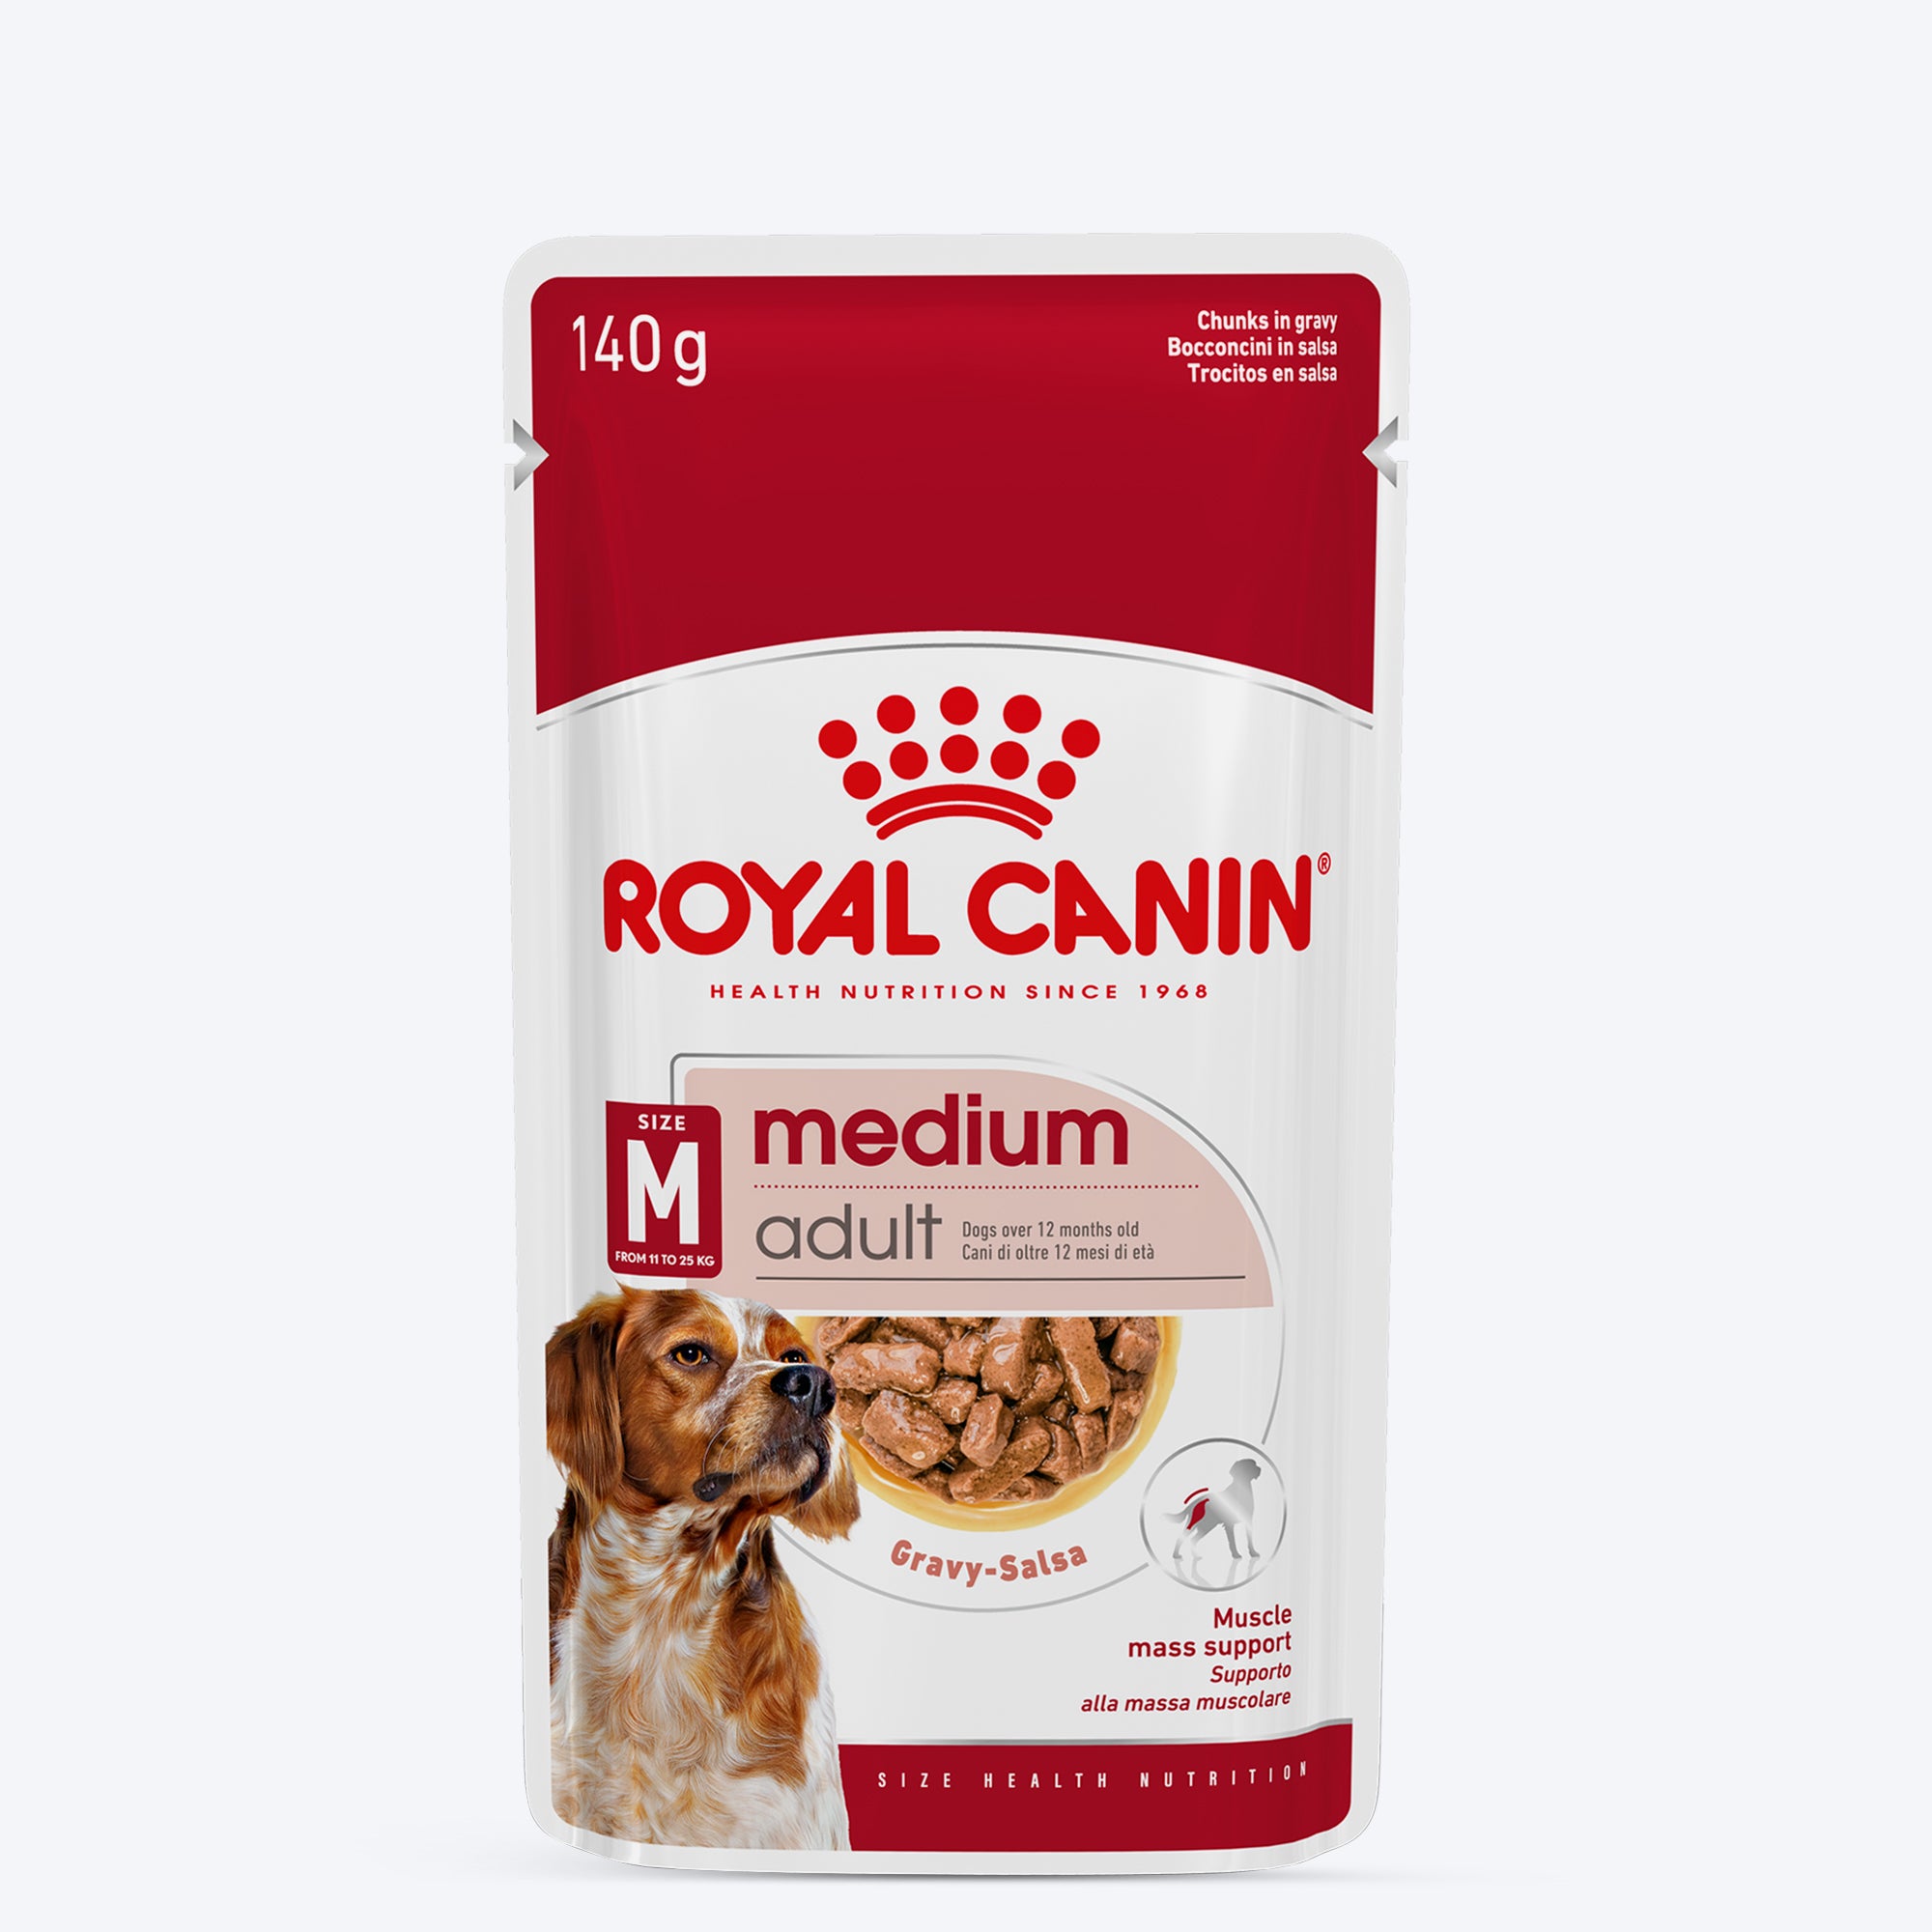 140 g
Chunks in gravy
Bocconcini in salsa
Trocitos en salsa
ROYAL CANIN®
HEALTH NUTRITION SINCE 1968
SIZE
M
FROM 11 TO 25 KG
medium
adult
Dogs over 12 months old
Cani di oltre 12 mesi di età
Gravy-Salsa
Muscle
mass support
Supporto
alla massa muscolare
SIZE HEALTH NUTRITION